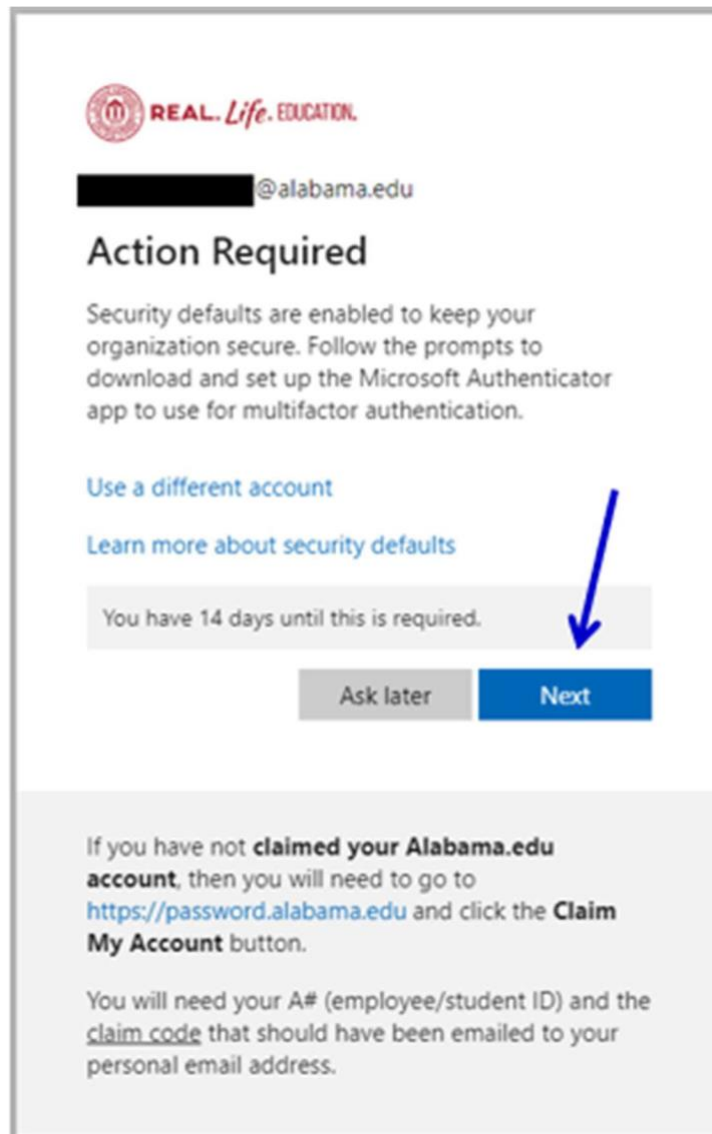 REAL. Life. EDUCATION.
@alabama.edu
Action Required
Security defaults are enabled to keep your
organization secure. Follow the prompts to
download and set up the Microsoft Authenticator
app to use for multifactor authentication.
Use a different account
Learn more about security defaults
You have 14 days until this is required.
Ask later
Next
If you have not claimed your Alabama.edu
account, then you will need to go to
https://password.alabama.edu and click the Claim
My Account button.
You will need your A# (employee/student ID) and the
claim code that should have been emailed to your
personal email address.